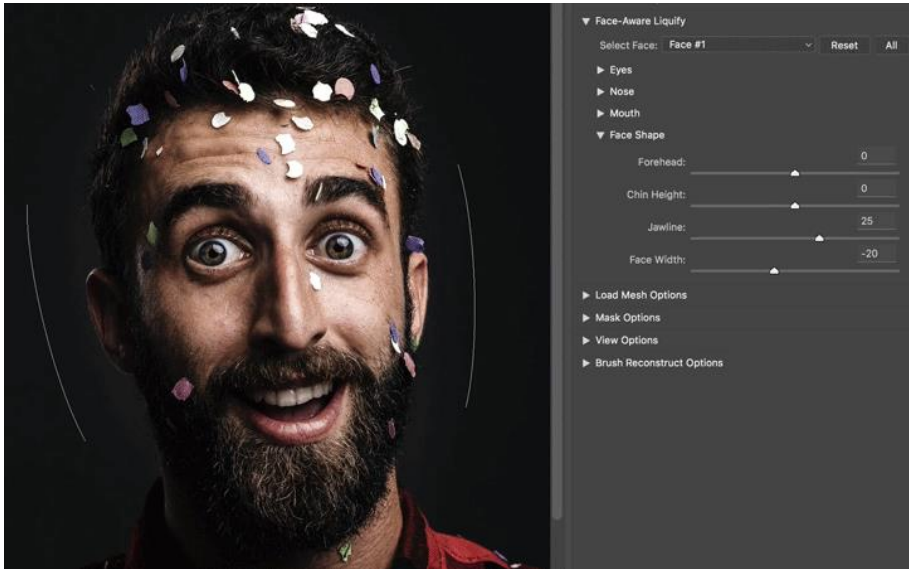 Face-Aware Liquify
Select Face: Face #1 Reset All
Eyes
Nose
Mouth
Face Shape
Forehead: 0
Chin Height: 0
Jawline: 25
Face Width: -20
Load Mesh Options
Mask Options
View Options
Brush Reconstruct Options